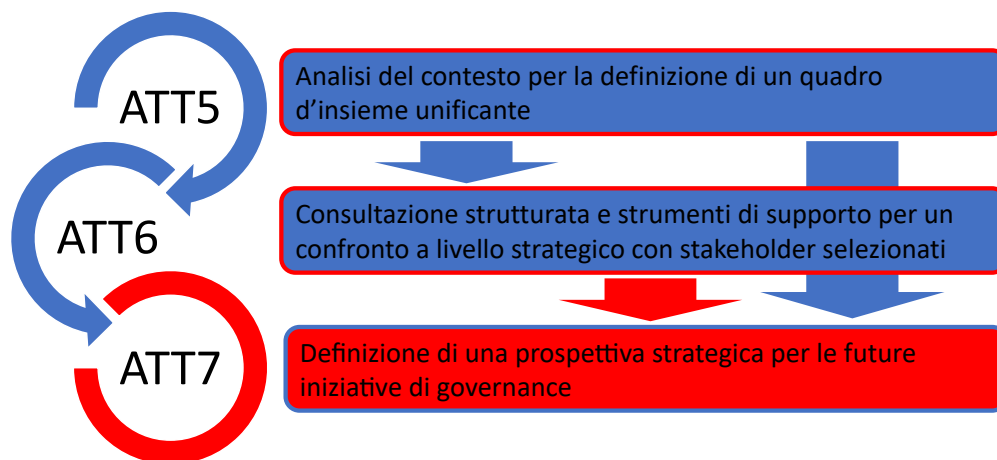 ATT5
Analisi del contesto per la definizione di un quadro
d’insieme unificante
ATT6
Consultazione strutturata e strumenti di supporto per un
confronto a livello strategico con stakeholder selezionati
ATT7
Definizione di una prospettiva strategica per le future
iniziative di governance